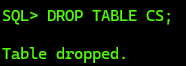 SQL> DROP TABLE CS;
Table dropped.